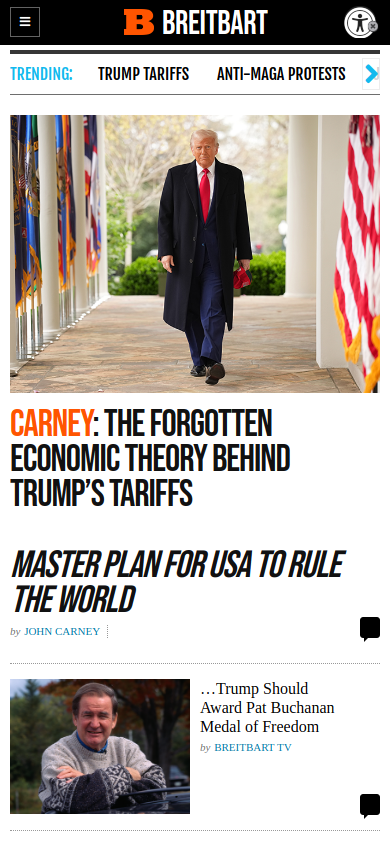 B BREITBART
TRENDING: TRUMP TARIFFS ANTI-MAGA PROTESTS
CARNEY: THE FORGOTTEN
ECONOMIC THEORY BEHIND
TRUMP’S TARIFFS
MASTER PLAN FOR USA TO RULE
THE WORLD
by JOHN CARNEY
…Trump Should
Award Pat Buchanan
Medal of Freedom
by BREITBART TV